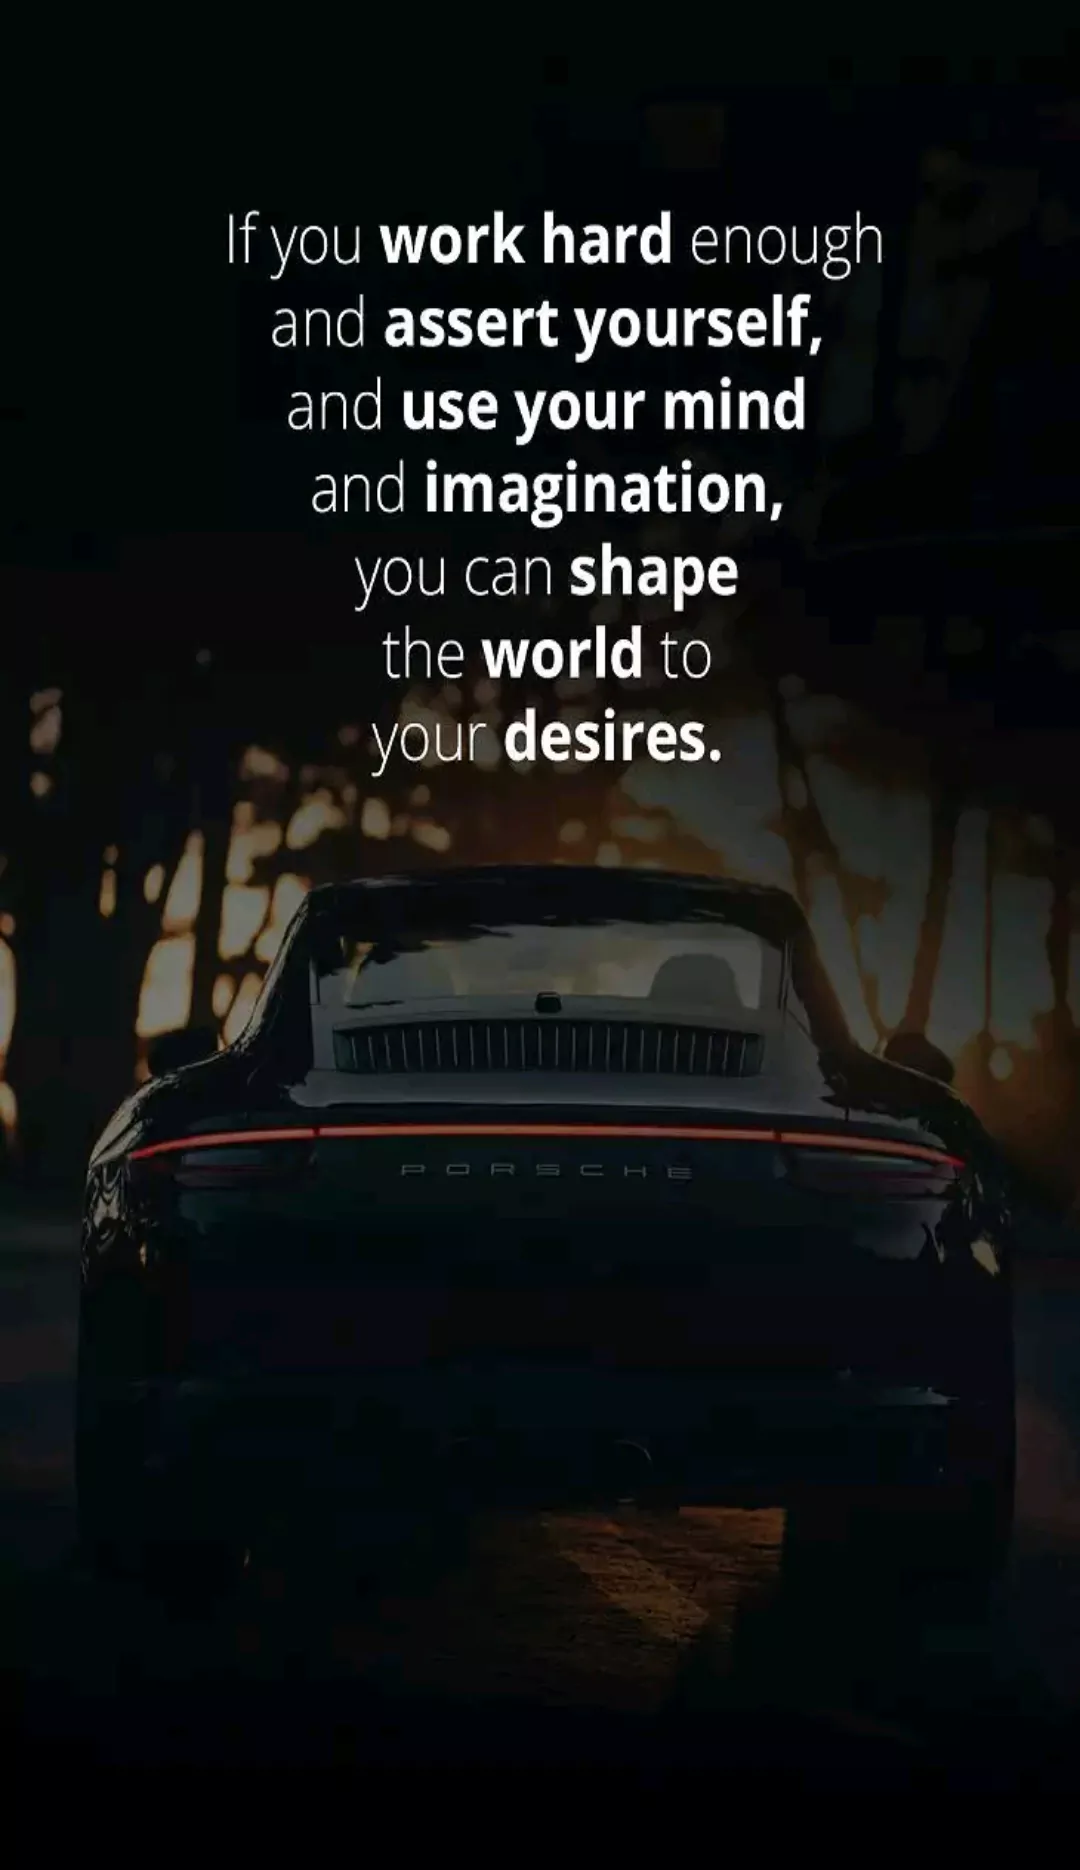 If you work hard enough
and assert yourself,
and use your mind
and imagination,
you can shape
the world to
your desires.
PORSCHE